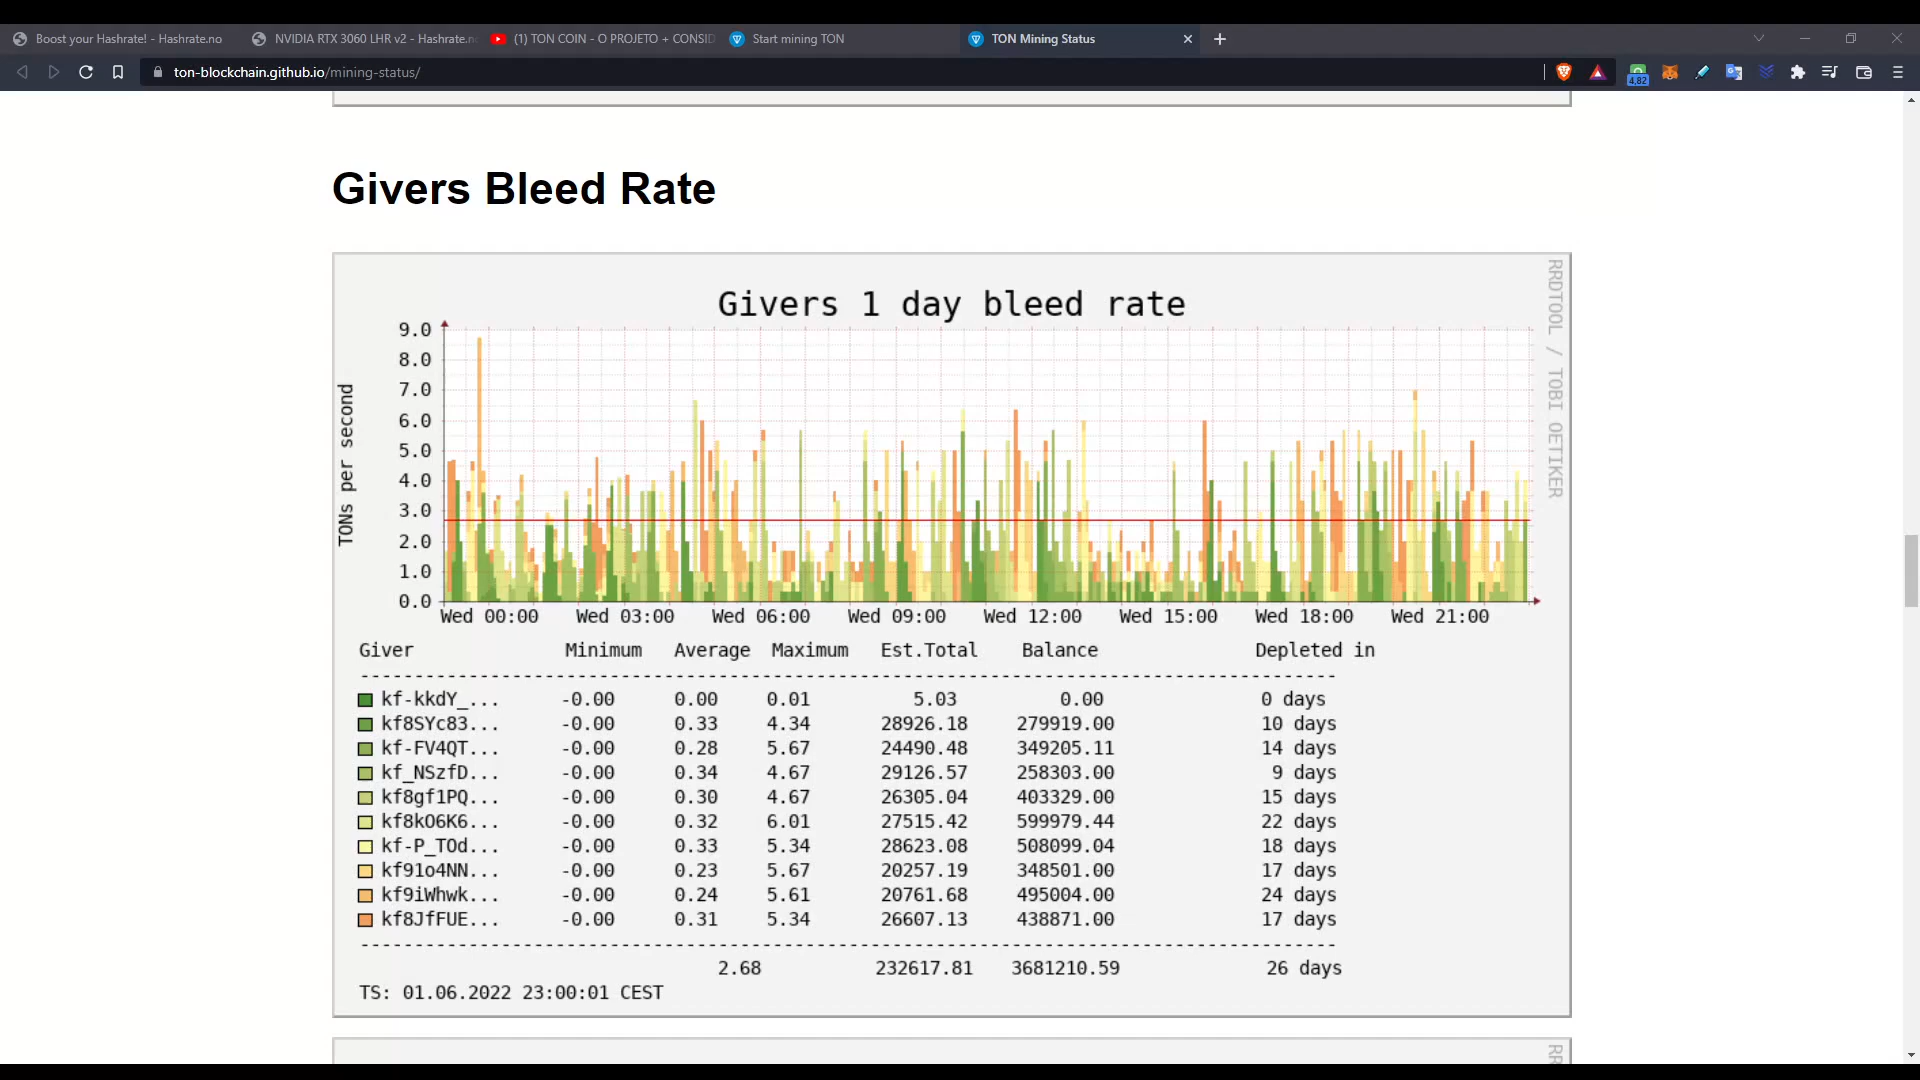 Boost your Hashrate! - Hashrate.no
NVIDIA RTX 3060 LHR v2 - Hashrate.n
(1) TON COIN - O PROJETO + CONSID
Start mining TON
TON Mining Status
ton-blockchain.github.io/mining-status/
4,82
Givers Bleed Rate
Givers 1 day bleed rate
RRDTOOL / TOBI OETIKER
TONs per second
9.0
8.0
7.0
6.0
5.0
4.0
3.0
2.0
1.0
0.0
Wed 00:00 Wed 03:00 Wed 06:00 Wed 09:00 Wed 12:00 Wed 15:00 Wed 18:00 Wed 21:00
Giver Minimum Average Maximum Est.Total Balance Depleted in
kf-kkdY_... -0.00 0.00 0.01 5.03 0.00 0 days
kf8SYc83... -0.00 0.33 4.34 28926.18 279919.00 10 days
kf-FV4QT... -0.00 0.28 5.67 24490.48 349205.11 14 days
kf_NSzfD... -0.00 0.34 4.67 29126.57 258303.00 9 days
kf8gf1PQ... -0.00 0.30 4.67 26305.04 403329.00 15 days
kf8kO6K6... -0.00 0.32 6.01 27515.42 599979.44 22 days
kf-P_TOd... -0.00 0.33 5.34 28623.08 508099.04 18 days
kf91o4NN... -0.00 0.23 5.67 20257.19 348501.00 17 days
kf9iWhwk... -0.00 0.24 5.61 20761.68 495004.00 24 days
kf8JfFUE... -0.00 0.31 5.34 26607.13 438871.00 17 days
2.68 232617.81 3681210.59 26 days
TS: 01.06.2022 23:00:01 CEST
RR